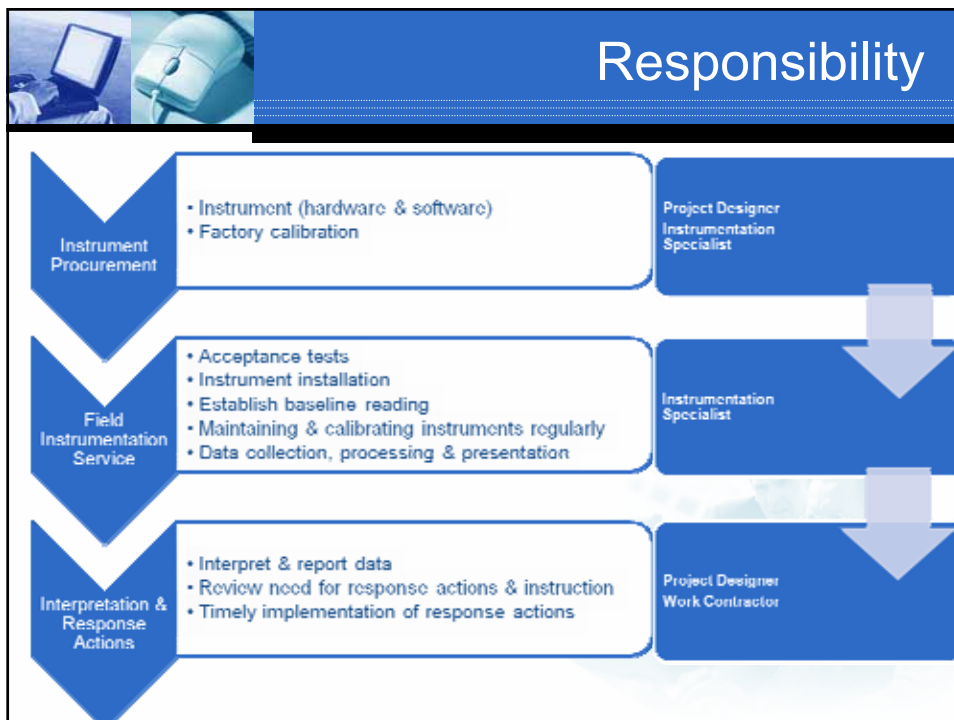 Responsibility
Instrument
Procurement
• Instrument (hardware & software)
• Factory calibration
Project Designer
Instrumentation
Specialist
Field
Instrumentation
Service
• Acceptance tests
• Instrument installation
• Establish baseline reading
• Maintaining & calibrating instruments regularly
• Data collection, processing & presentation
Instrumentation
Specialist
Interpretation &
Response
Actions
• Interpret & report data
• Review need for response actions & instruction
• Timely implementation of response actions
Project Designer
Work Contractor